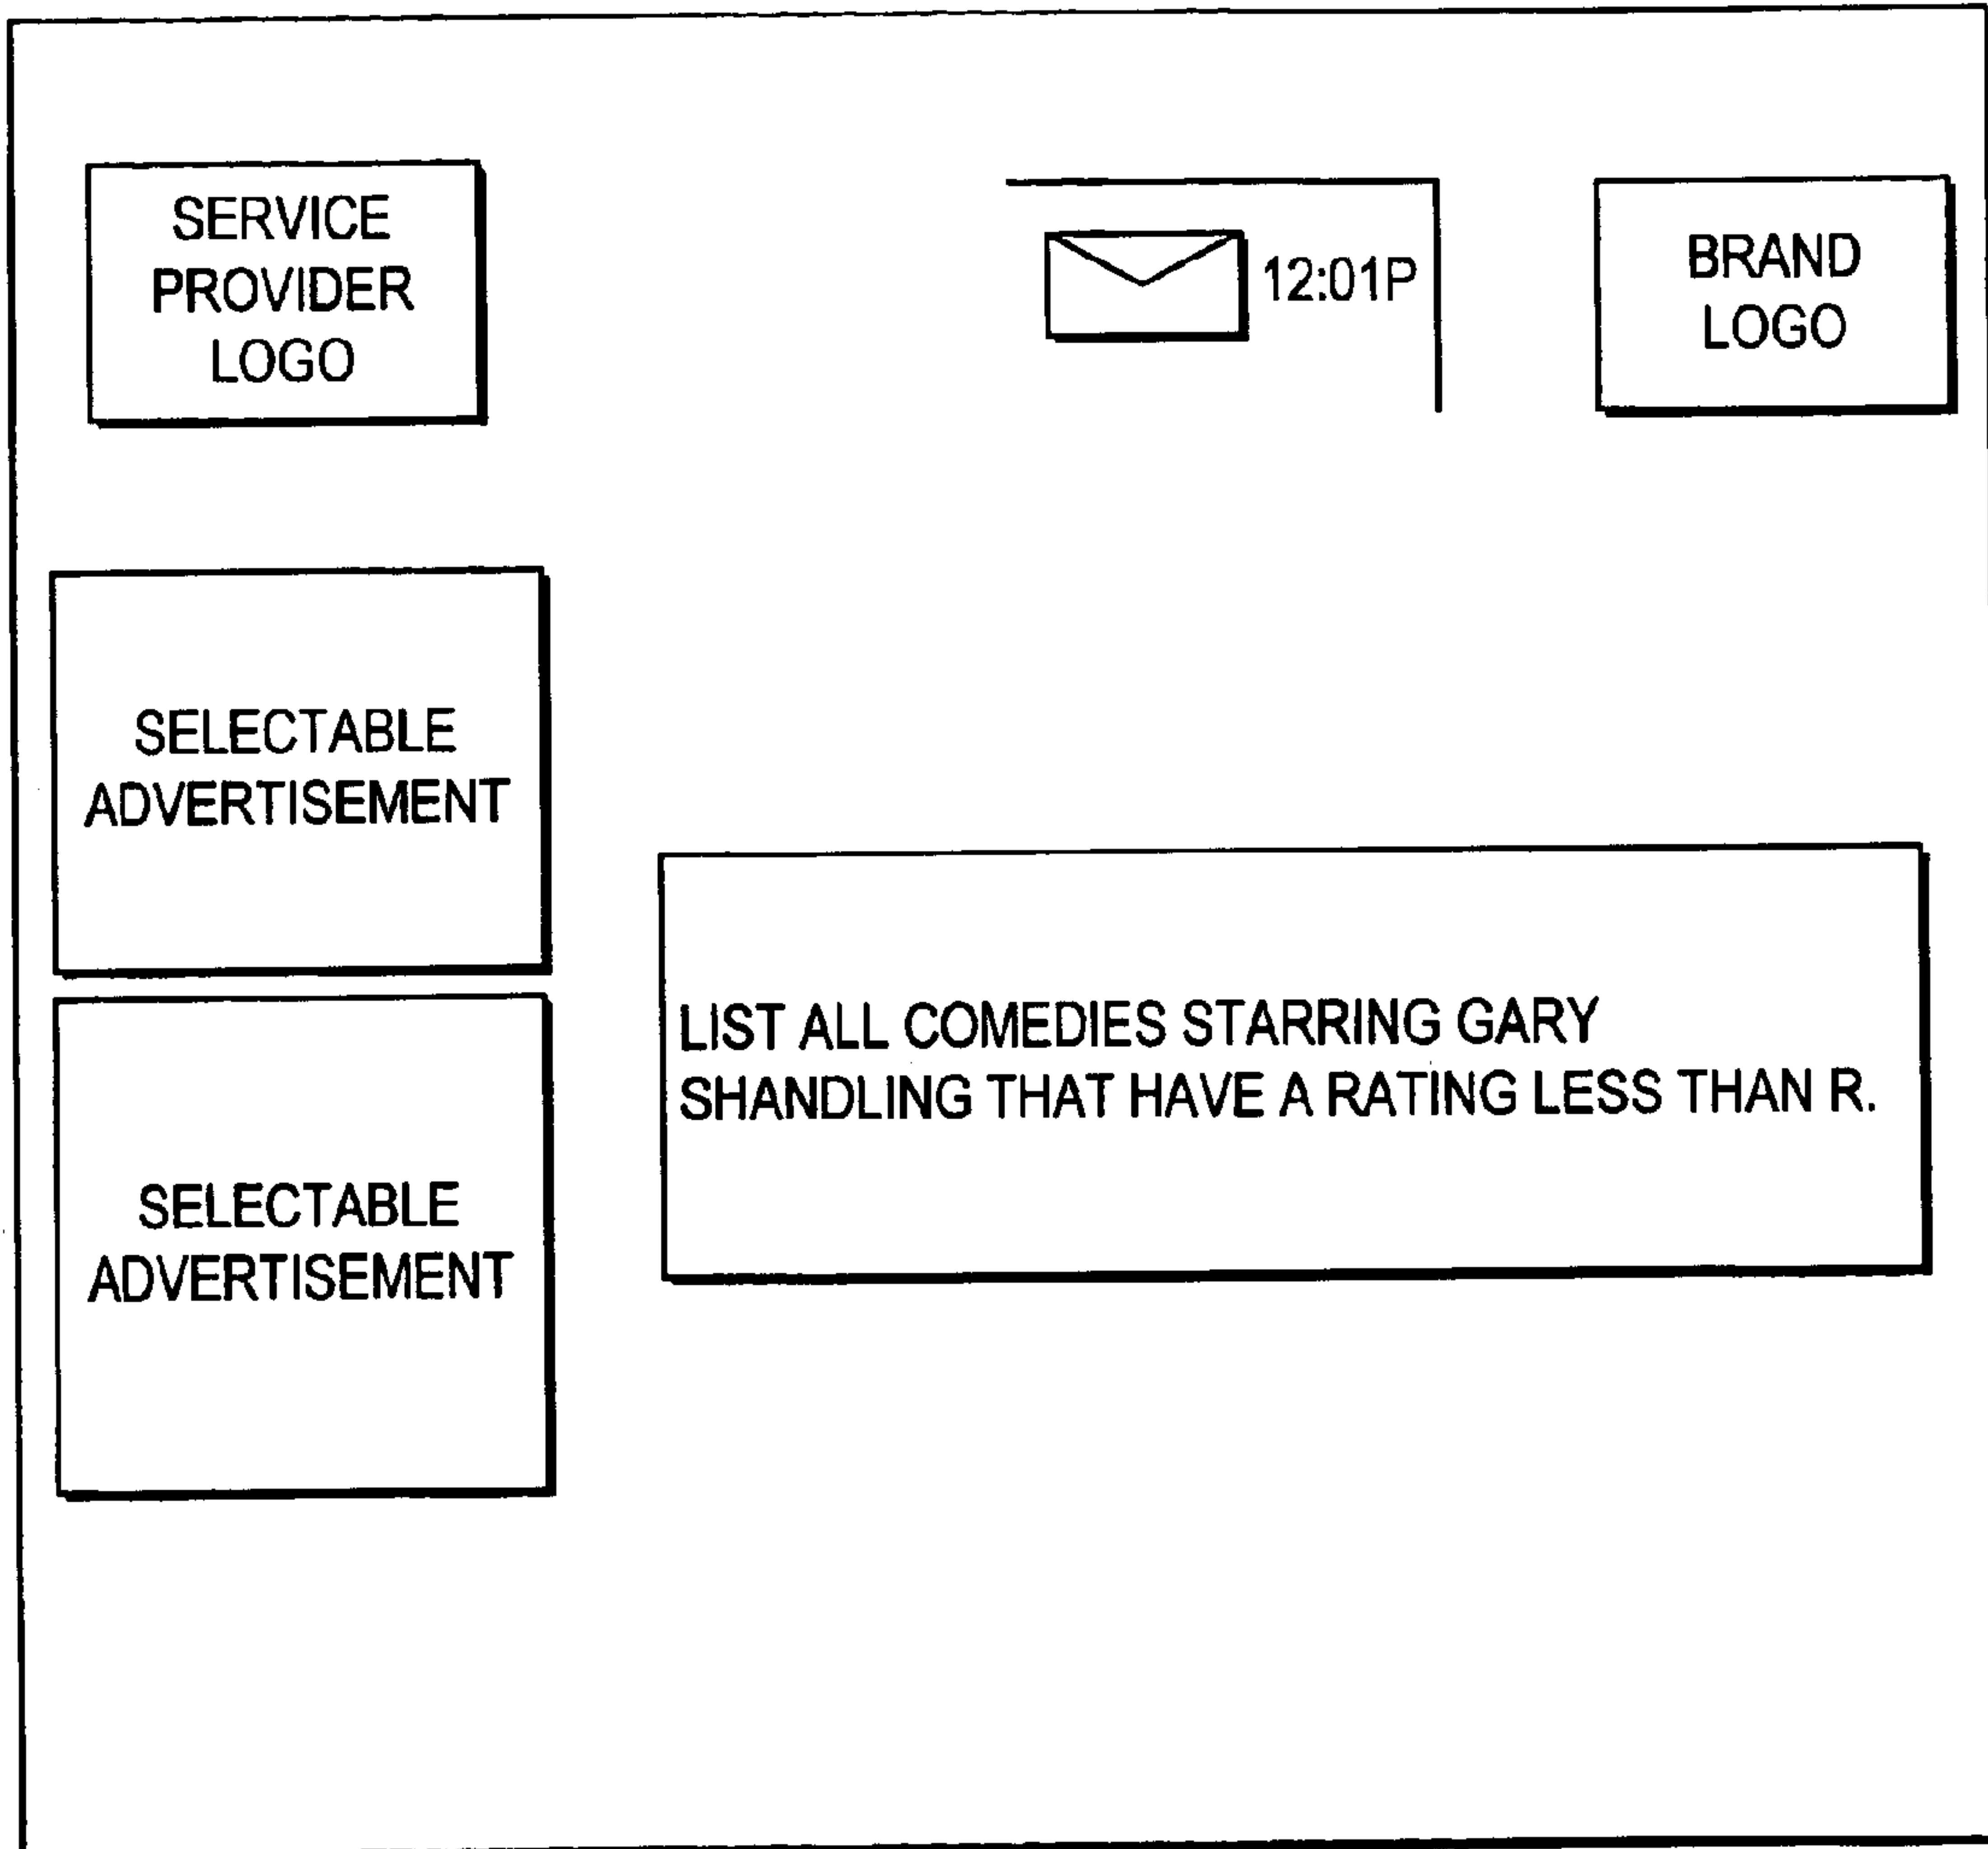 SERVICE
PROVIDER
LOGO
12:01P
BRAND
LOGO
SELECTABLE
ADVERTISEMENT
LIST ALL COMEDIES STARRING GARY
SHANDLING THAT HAVE A RATING LESS THAN R.
SELECTABLE
ADVERTISEMENT